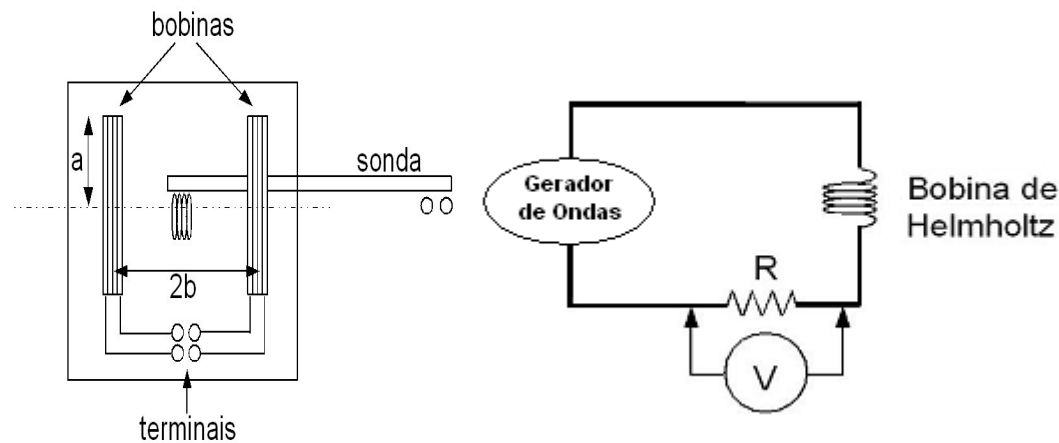 bobinas
a
sonda
2b
terminais
Gerador
de Ondas
Bobina de
Helmholtz
R
V